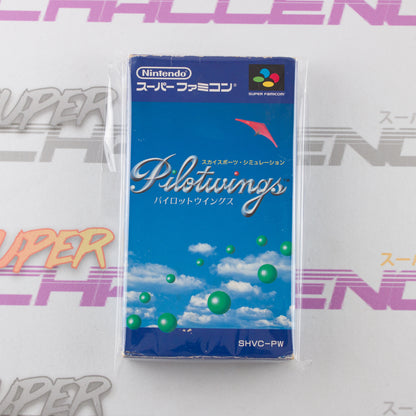 CHALLENGE
SUPER
Nintendo
スーパーファミコン
SUPER FAMICOM
スカイスポーツ・シミュレーション
Pilotwings
パイロットウイングス
SUPER
CHALLENGE
SHVC-PW